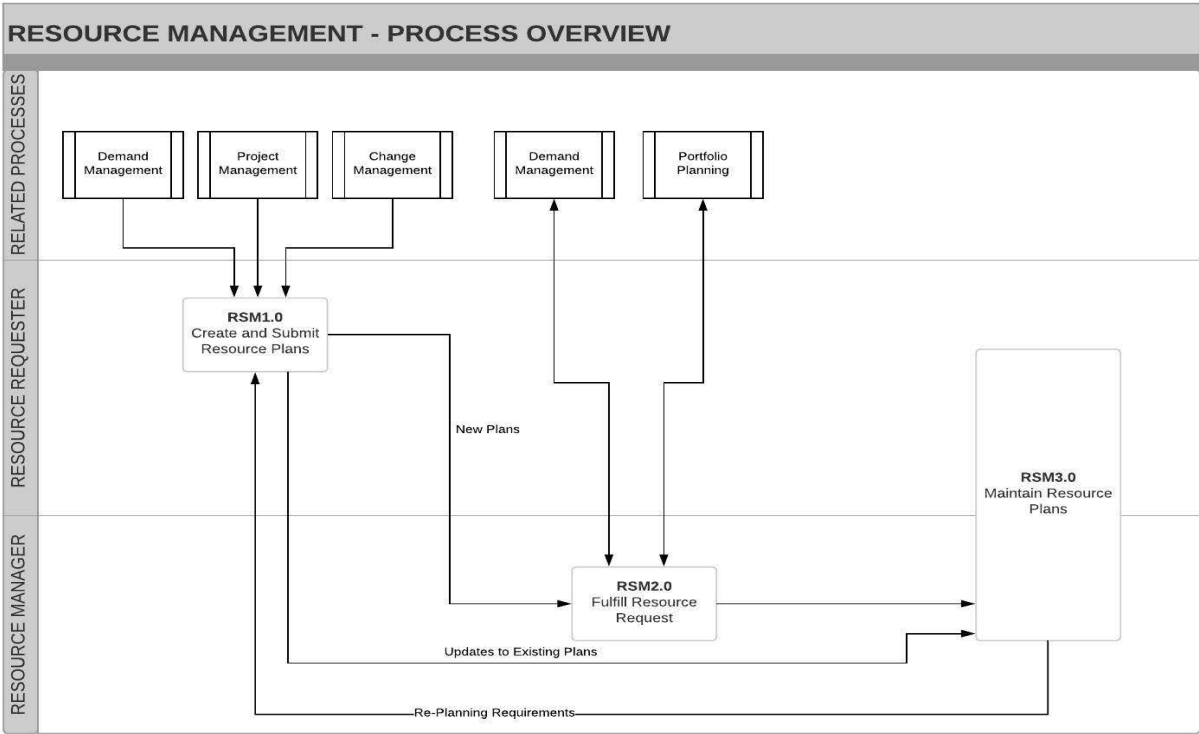 RESOURCE MANAGEMENT - PROCESS OVERVIEW
RELATED PROCESSES
Demand
Management
Project
Management
Change
Management
Demand
Management
Portfolio
Planning
RESOURCE REQUESTER
RSM1.0
Create and Submit
Resource Plans
New Plans
RSM3.0
Maintain Resource
Plans
RESOURCE MANAGER
RSM2.0
Fulfill Resource
Request
Updates to Existing Plans
Re-Planning Requirements